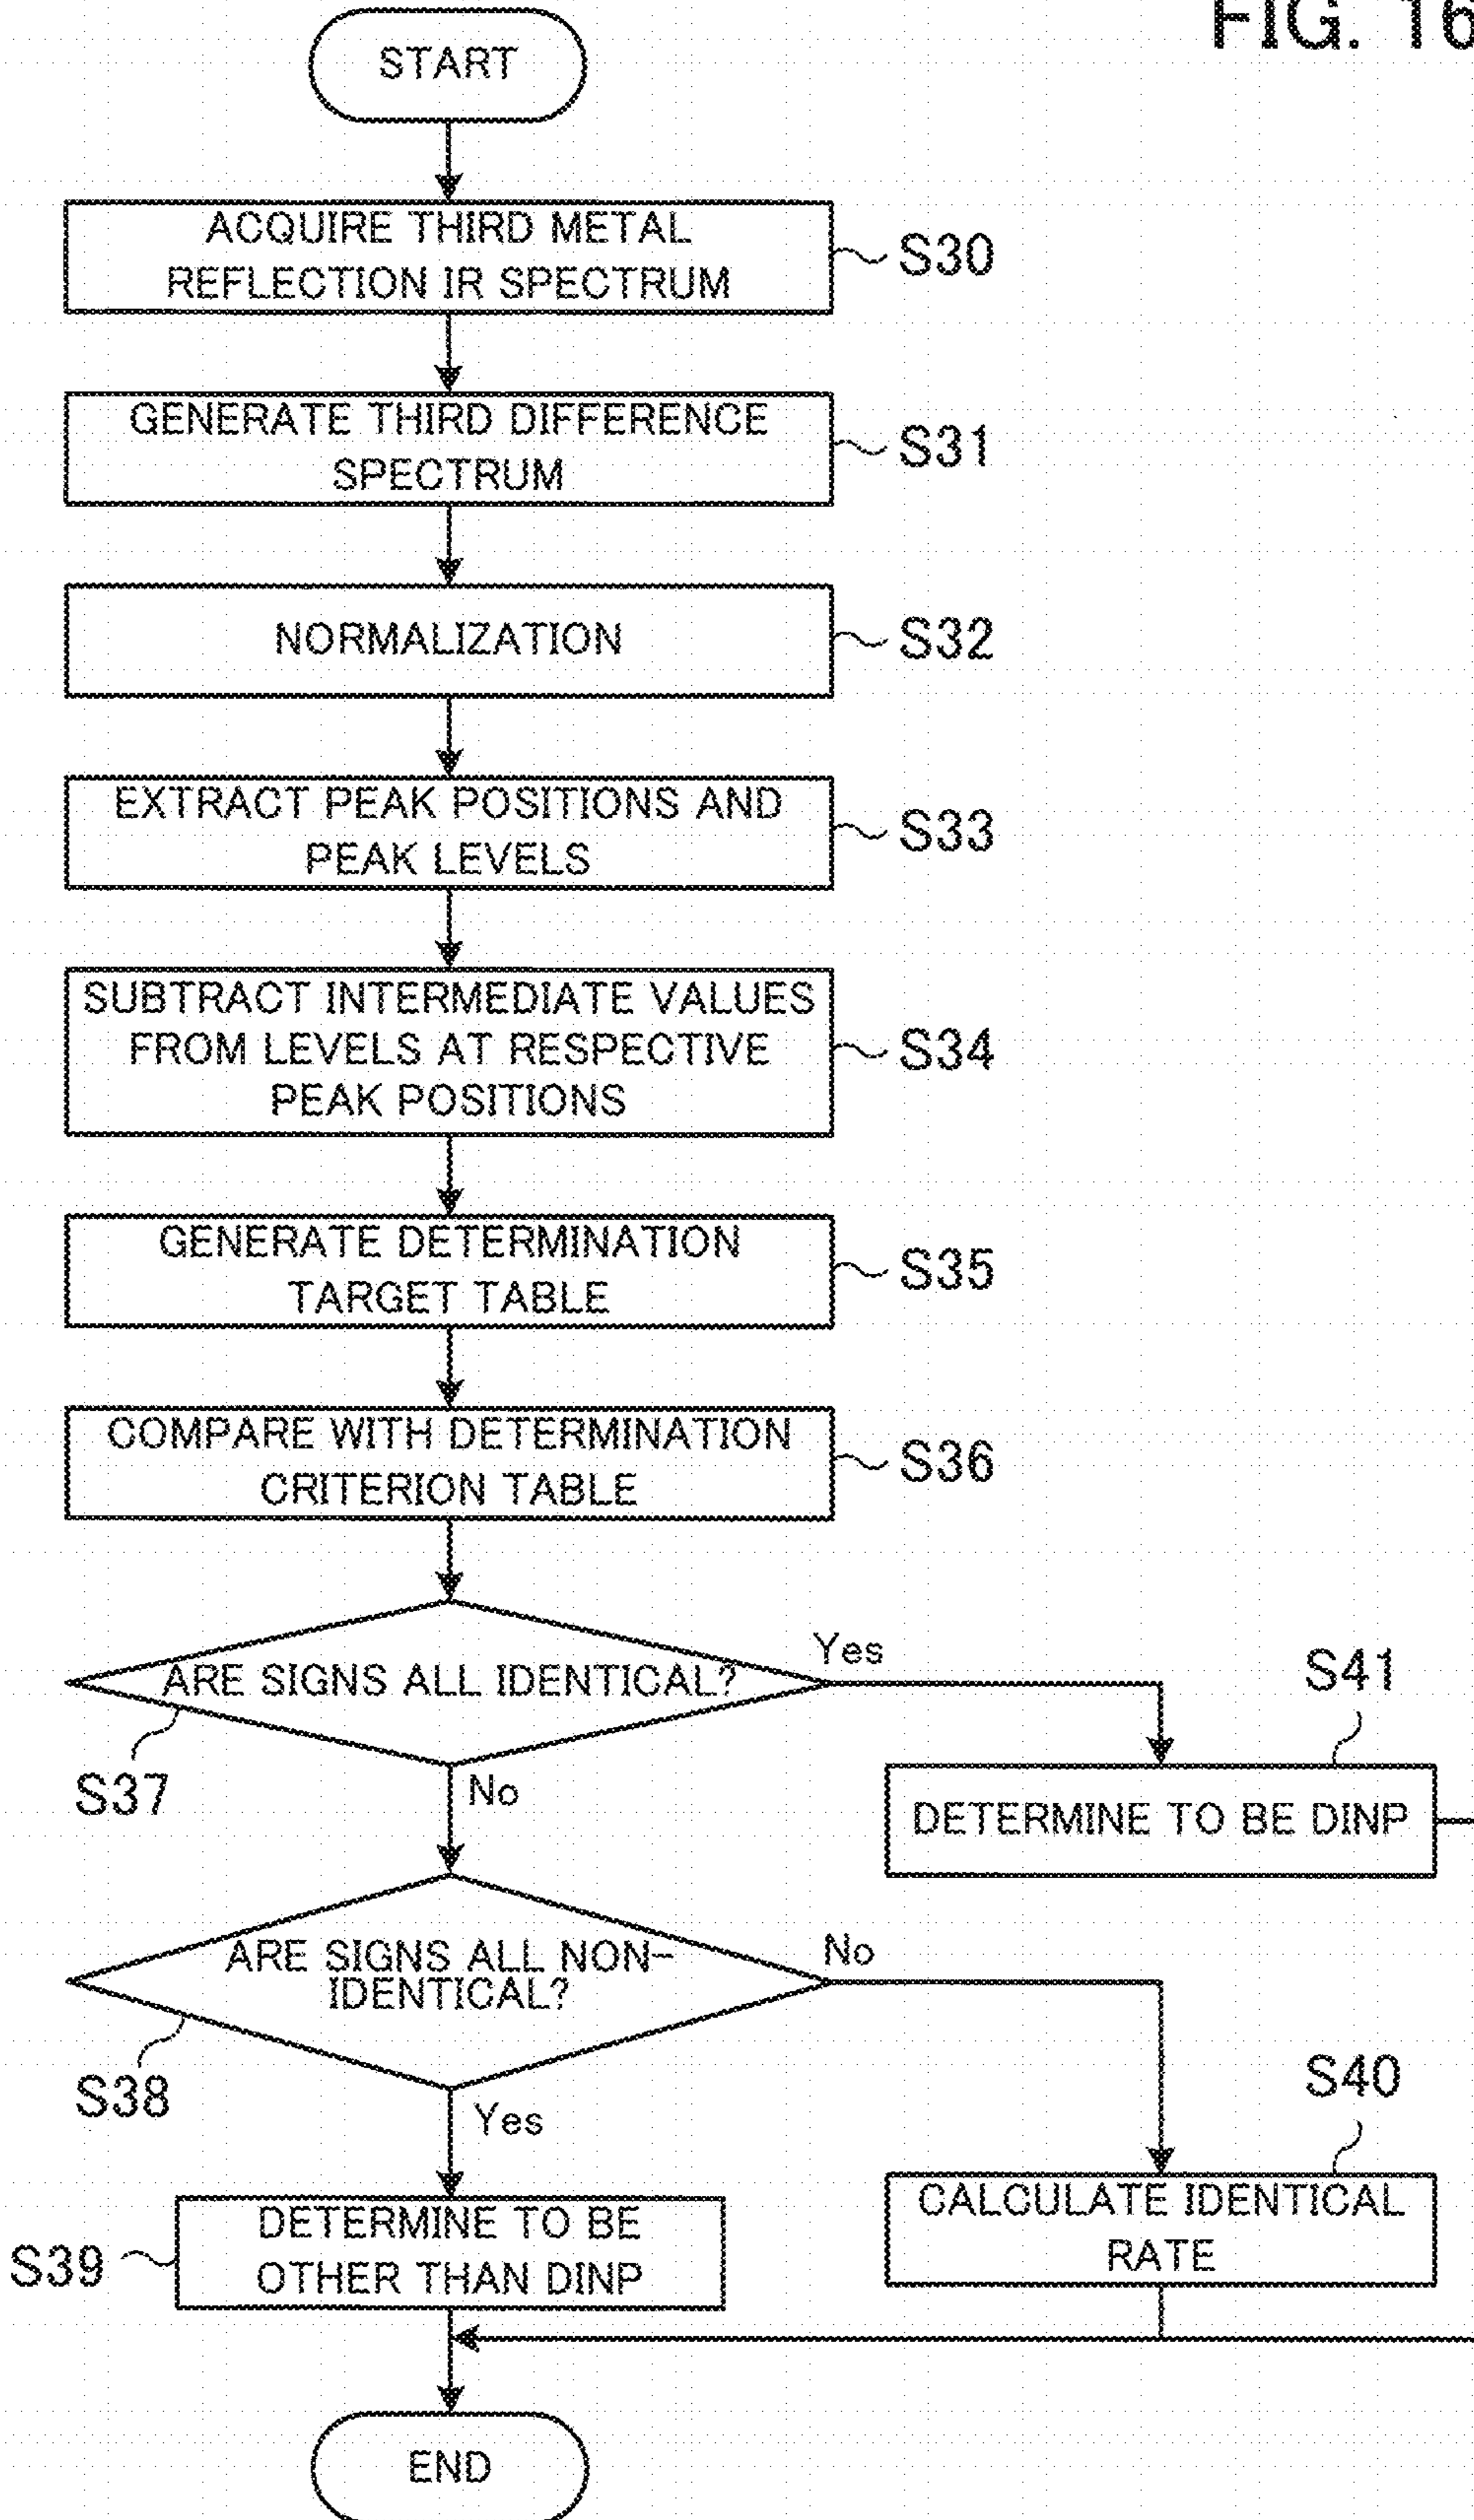 FIG. 16
START
ACQUIRE THIRD METAL
REFLECTION IR SPECTRUM
S30
GENERATE THIRD DIFFERENCE
SPECTRUM
S31
NORMALIZATION
S32
EXTRACT PEAK POSITIONS AND
PEAK LEVELS
S33
SUBTRACT INTERMEDIATE VALUES
FROM LEVELS AT RESPECTIVE
PEAK POSITIONS
S34
GENERATE DETERMINATION
TARGET TABLE
S35
COMPARE WITH DETERMINATION
CRITERION TABLE
S36
ARE SIGNS ALL IDENTICAL?
Yes
S37
No
S41
DETERMINE TO BE DINP
ARE SIGNS ALL NON-
IDENTICAL?
No
S38
Yes
S40
CALCULATE IDENTICAL
RATE
S39
DETERMINE TO BE
OTHER THAN DINP
END